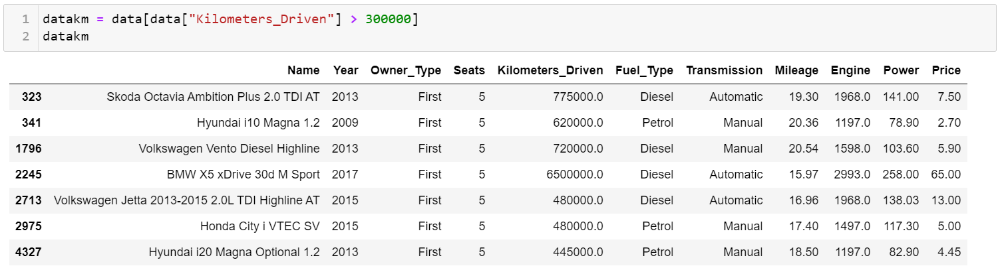 1 datakm = data[data["Kilometers_Driven"] > 300000]
2 datakm
Name Year Owner_Type Seats Kilometers_Driven Fuel_Type Transmission Mileage Engine Power Price
323 Skoda Octavia Ambition Plus 2.0 TDI AT 2013 First 5 775000.0 Diesel Automatic 19.30 1968.0 141.00 7.50
341 Hyundai i10 Magna 1.2 2009 First 5 620000.0 Petrol Manual 20.36 1197.0 78.90 2.70
1796 Volkswagen Vento Diesel Highline 2013 First 5 720000.0 Diesel Manual 20.54 1598.0 103.60 5.90
2245 BMW X5 xDrive 30d M Sport 2017 First 5 6500000.0 Diesel Automatic 15.97 2993.0 258.00 65.00
2713 Volkswagen Jetta 2013-2015 2.0L TDI Highline AT 2015 First 5 480000.0 Diesel Automatic 16.96 1968.0 138.03 13.00
2975 Honda City i VTEC SV 2015 First 5 480000.0 Petrol Manual 17.40 1497.0 117.30 5.00
4327 Hyundai i20 Magna Optional 1.2 2013 First 5 445000.0 Petrol Manual 18.50 1197.0 82.90 4.45